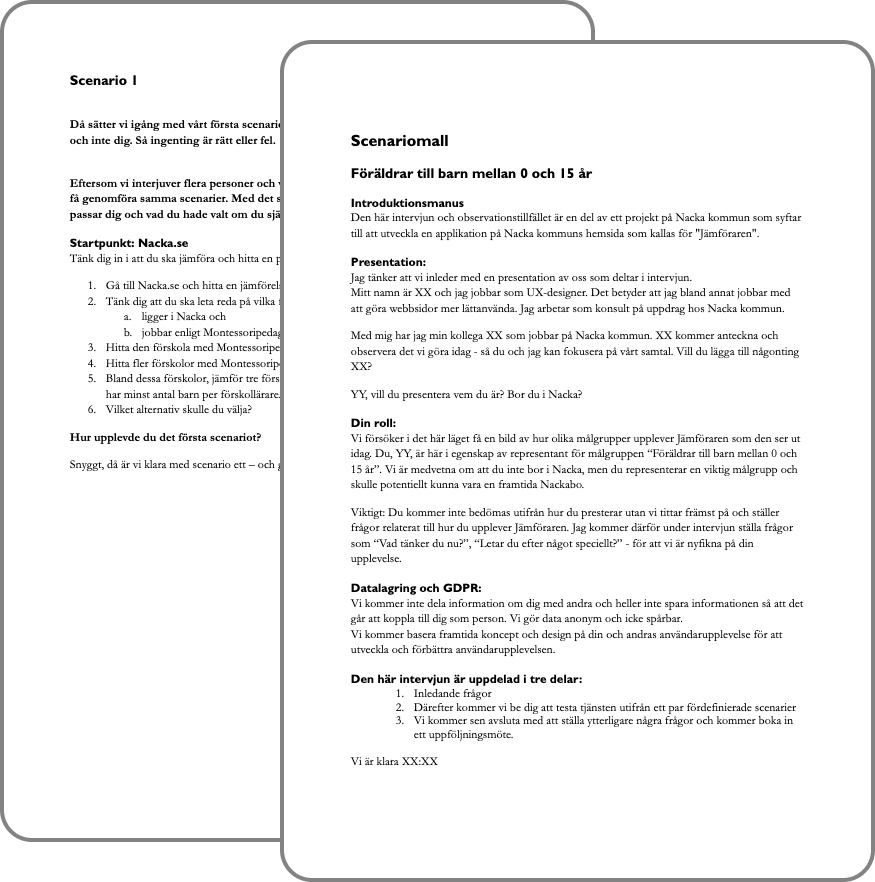 Scenario 1
Då sätter vi igång med vårt första
och inte dig. Så ingenting är rätt eller fel.
Eftersom vi interjuver flera personer och
få genomföra samma scenarier. Med det
passar dig och vad du hade valt om du
Startpunkt: Nacka.se
Tänk dig in i att du ska jämföra och hitta en
1. Gå till Nacka.se och hitta en
2. Tänk dig att du ska leta reda på vilka
a. ligger i Nacka och
b. jobbar enligt
3. Hitta den förskola med
4. Hitta fler förskolor med
5. Bland dessa förskolor, jämför tre
har minst antal barn per förskollärare.
6. Vilket alternativ skulle du välja?
Hur upplevde du det första scenariot?
Snyggt, då är vi klara med scenario ett – och
Scenariomall
Föräldrar till barn mellan 0 och 15 år
Introduktionsmanus
Den här intervjun och observationstillfället är en del av ett projekt på Nacka kommun som syftar
till att utveckla en applikation på Nacka kommuns hemsida som kallas för "Jämföraren".
Presentation:
Jag tänker att vi inleder med en presentation av oss som deltar i intervjun.
Mitt namn är XX och jag jobbar som UX-designer. Det betyder att jag bland annat jobbar med
att göra webbsidor mer lättanvända. Jag arbetar som konsult på uppdrag hos Nacka kommun.
Med mig har jag min kollega XX som jobbar på Nacka kommun. XX kommer anteckna och
observera det vi göra idag - så du och jag kan fokusera på vårt samtal. Vill du lägga till någonting
XX?
YY, vill du presentera vem du är? Bor du i Nacka?
Din roll:
Vi försöker i det här läget få en bild av hur olika målgrupper upplever Jämföraren som den ser ut
idag. Du, YY, är här i egenskap av representant för målgruppen “Föräldrar till barn mellan 0 och
15 år”. Vi är medvetna om att du inte bor i Nacka, men du representerar en viktig målgrupp och
skulle potentiellt kunna vara en framtida Nackabo.
Viktigt: Du kommer inte bedömas utifrån hur du presterar utan vi tittar främst på och ställer
frågor relaterat till hur du upplever Jämföraren. Jag kommer därför under intervjun ställa frågor
som “Vad tänker du nu?”, “Letar du efter något speciellt?” - för att vi är nyfikna på din
upplevelse.
Datalagring och GDPR:
Vi kommer inte dela information om dig med andra och heller inte spara informationen så att det
går att koppla till dig som person. Vi gör data anonym och icke spårbar.
Vi kommer basera framtida koncept och design på din och andras användarupplevelse för att
utveckla och förbättra användarupplevelsen.
Den här intervjun är uppdelad i tre delar:
1. Inledande frågor
2. Därefter kommer vi be dig att testa tjänsten utifrån ett par fördefinierade scenarier
3. Vi kommer sen avsluta med att ställa ytterligare några frågor och kommer boka in
ett uppföljningsmöte.
Vi är klara XX:XX